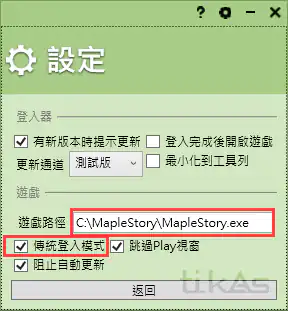 設定
登入器
有新版本時提示更新 登入完成後開啟遊戲
更新通道 測試版 最小化到工具列
遊戲
遊戲路徑 C:\MapleStory\MapleStory.exe
傳統登入模式 跳過Play視窗
阻止自動更新
返回